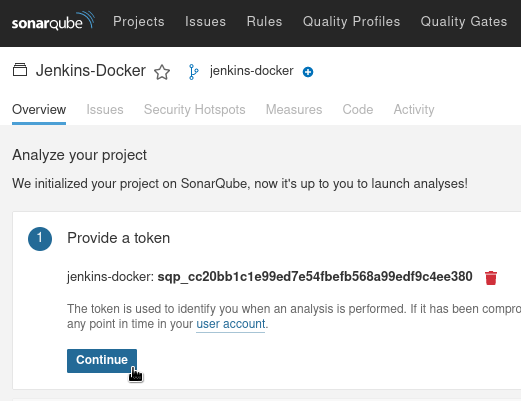 sonarqube Projects Issues Rules Quality Profiles Quality Gates
Jenkins-Docker jenkins-docker
Overview Issues Security Hotspots Measures Code Activity
Analyze your project
We initialized your project on SonarQube, now it's up to you to launch analyses!
1 Provide a token
jenkins-docker: sqp_cc20bb1c1e99ed7e54fbefb568a99edf9c4ee380
The token is used to identify you when an analysis is performed. If it has been compro
any point in time in your user account.
Continue